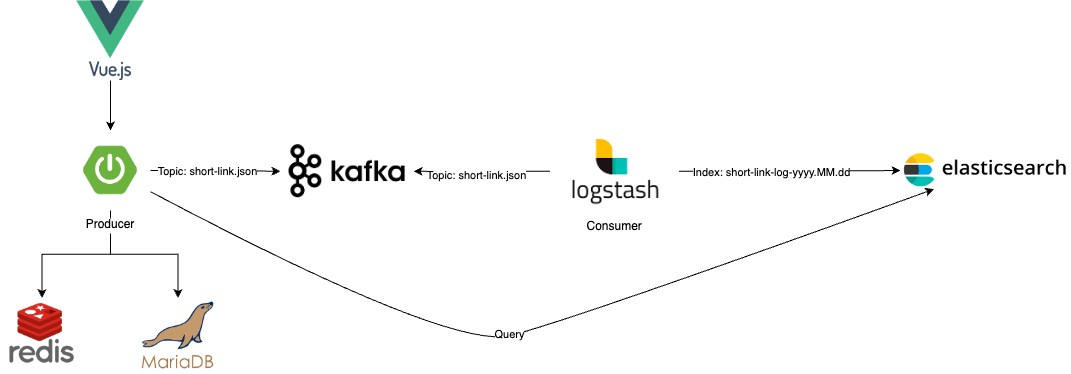 Vue.js
Topic: short-link.json
kafka
Topic: short-link.json
logstash
Index: short-link-log-yyyy.MM.dd
elasticsearch
Producer
Consumer
redis
MariaDB
Query